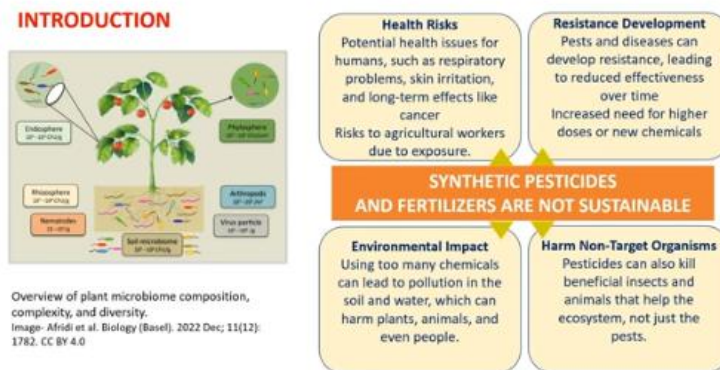 INTRODUCTION
Endosphere
Phyllosphere
Rhizosphere
Nematodes
Arthropods
Virus particle
Soil microbiome
Overview of plant microbiome composition,
complexity, and diversity.
Image- Afridi et al. Biology (Basel). 2022 Dec; 11(12):
1782. CC BY 4.0
Health Risks
Potential health issues for
humans, such as respiratory
problems, skin irritation,
and long-term effects like
cancer
Risks to agricultural workers
due to exposure.
Resistance Development
Pests and diseases can
develop resistance, leading
to reduced effectiveness
over time
Increased need for higher
doses or new chemicals
SYNTHETIC PESTICIDES
AND FERTILIZERS ARE NOT SUSTAINABLE
Environmental Impact
Using too many chemicals
can lead to pollution in the
soil and water, which can
harm plants, animals, and
even people.
Harm Non-Target Organisms
Pesticides can also kill
beneficial insects and
animals that help the
ecosystem, not just the
pests.